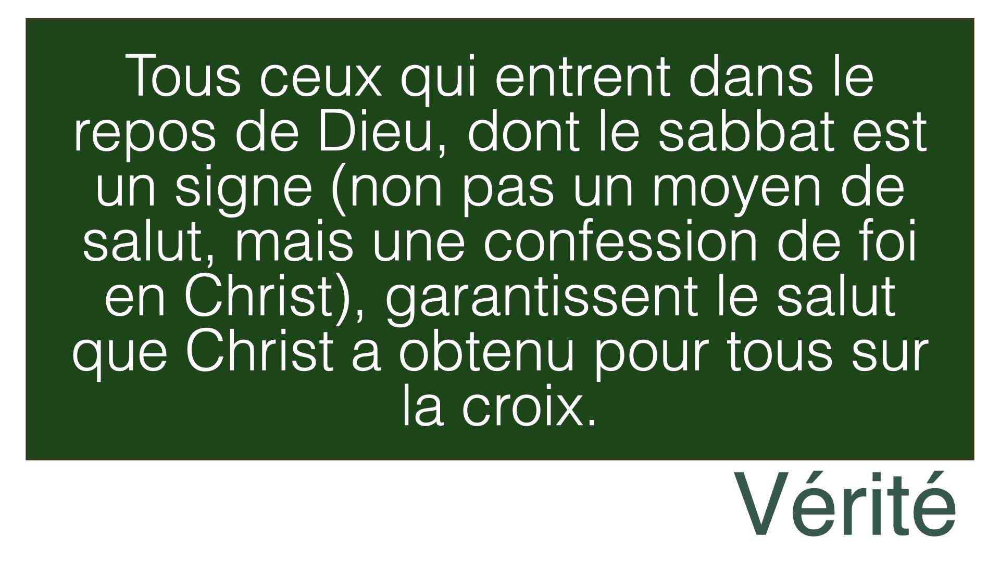 Tous ceux qui entrent dans le
repos de Dieu, dont le sabbat est
un signe (non pas un moyen de
salut, mais une confession de foi
en Christ), garantissent le salut
que Christ a obtenu pour tous sur
la croix.
Vérité